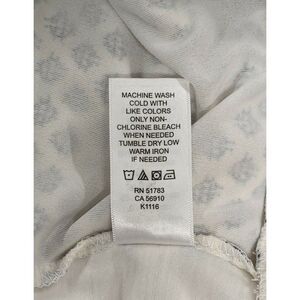 MACHINE WASH
COLD WITH
LIKE COLORS
ONLY NON-
CHLORINE BLEACH
WHEN NEEDED
TUMBLE DRY LOW
WARM IRON
IF NEEDED
RN 51783
CA 56910
K1116